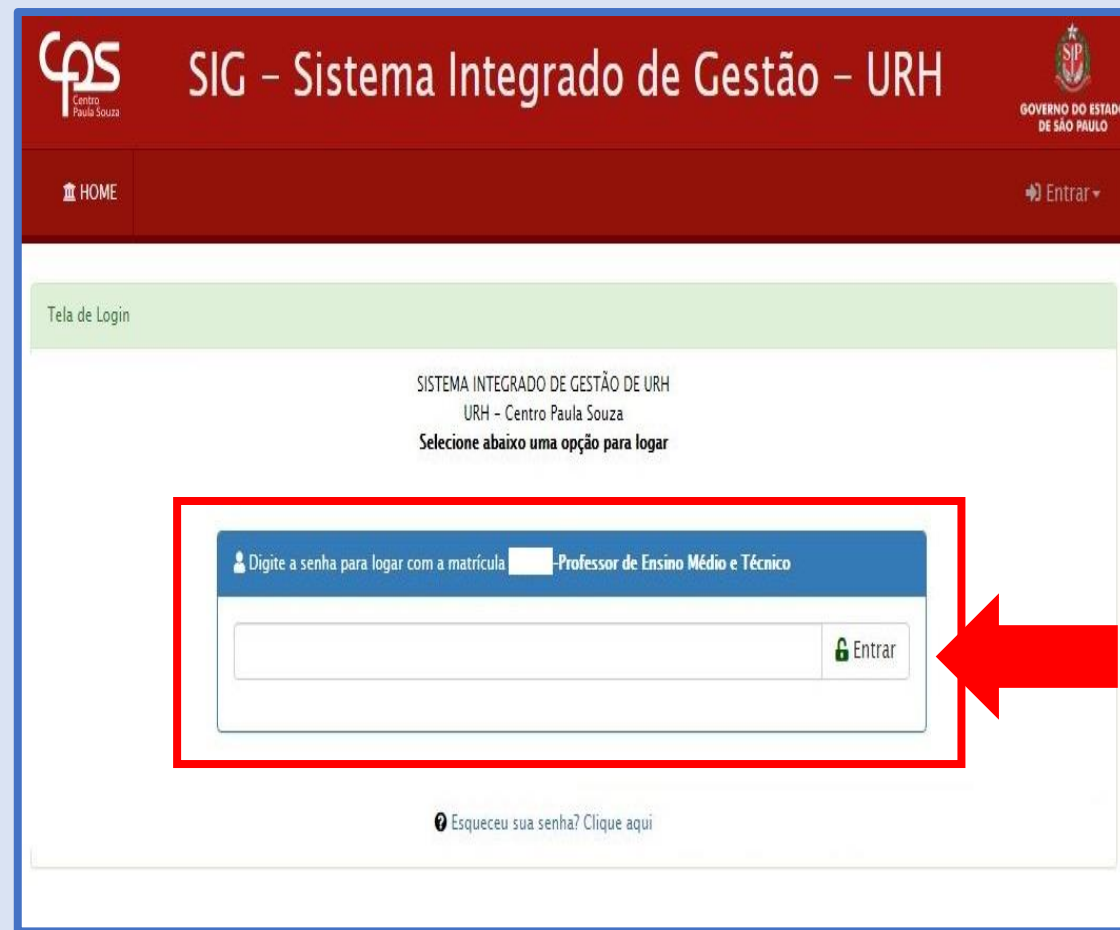 CPS
Centro
Paula Souza
SIG – Sistema Integrado de Gestão – URH
SP
GOVERNO DO ESTADO
DE SÃO PAULO
HOME
Entrar
Tela de Login
SISTEMA INTEGRADO DE GESTÃO DE URH
URH – Centro Paula Souza
Selecione abaixo uma opção para logar
Digite a senha para logar com a matrícula -Professor de Ensino Médio e Técnico
Entrar
Esqueceu sua senha? Clique aqui